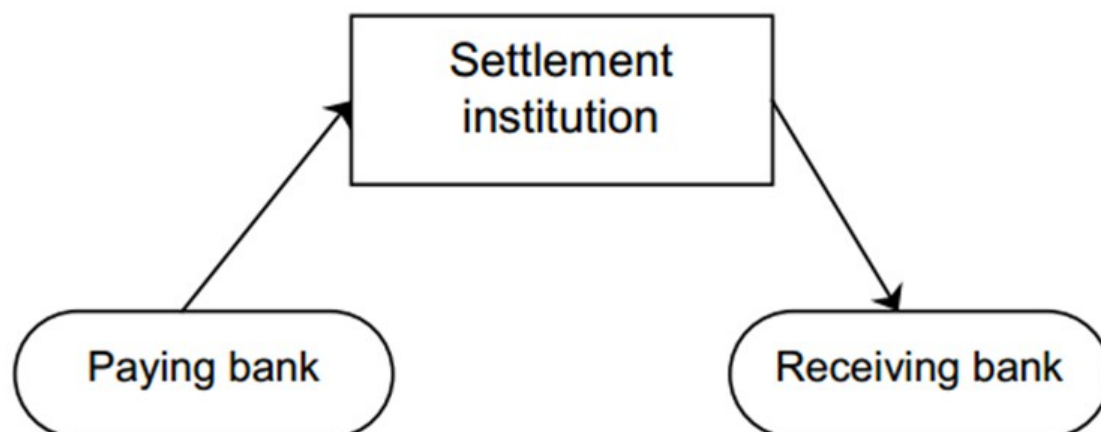 Settlement
institution
Paying bank
Receiving bank